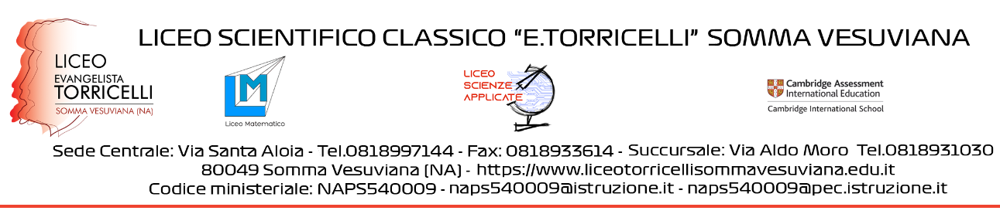 LICEO SCIENTIFICO CLASSICO “E.TORRICELLI” SOMMA VESUVIANA
LICEO
EVANGELISTA
TORRICELLI
SOMMA VESUVIANA (NA)
LM
Liceo Matematico
LICEO
SCIENZE
APPLICATE
Cambridge Assessment
International Education
Cambridge International School
Sede Centrale: Via Santa Aloia - Tel.0818997144 - Fax: 0818933614 - Succursale: Via Aldo Moro Tel.0818931030
80049 Somma Vesuviana (NA) - https://www.liceotorricellisommavesuviana.edu.it
Codice ministeriale: NAPS540009 - naps540009@istruzione.it - naps540009@pec.istruzione.it